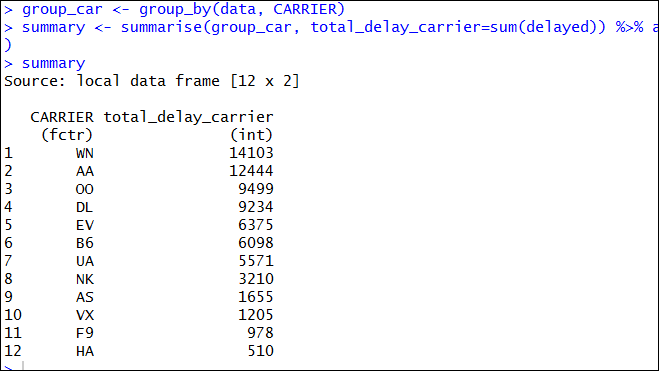 > group_car <- group_by(data, CARRIER)
> summary <- summarise(group_car, total_delay_carrier=sum(delayed)) %>% a
)
> summary
Source: local data frame [12 x 2]
CARRIER total_delay_carrier
(fctr) (int)
1 WN 14103
2 AA 12444
3 OO 9499
4 DL 9234
5 EV 6375
6 B6 6098
7 UA 5571
8 NK 3210
9 AS 1655
10 VX 1205
11 F9 978
12 HA 510
>